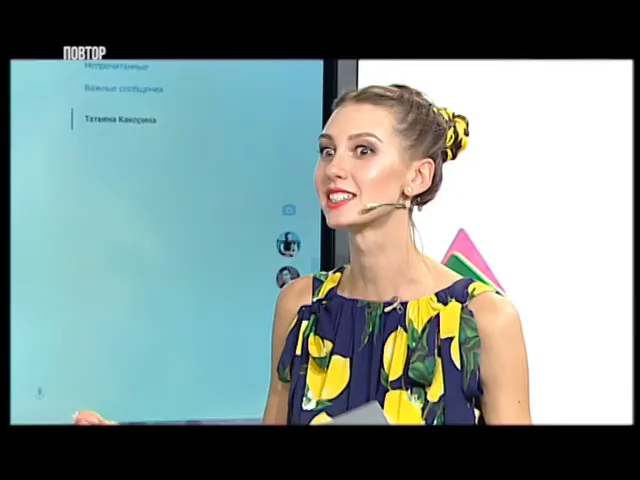 ПОВТОР
Непрочитанные
Важные сообщения
Татьяна Какорина